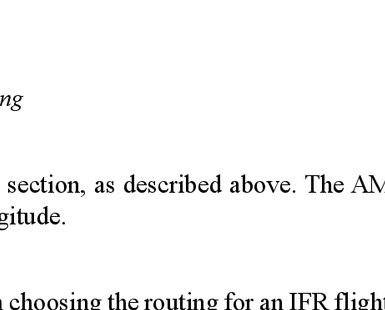 ng
section, as described above. The AM
gitude.
choosing the routing for an IFR flight